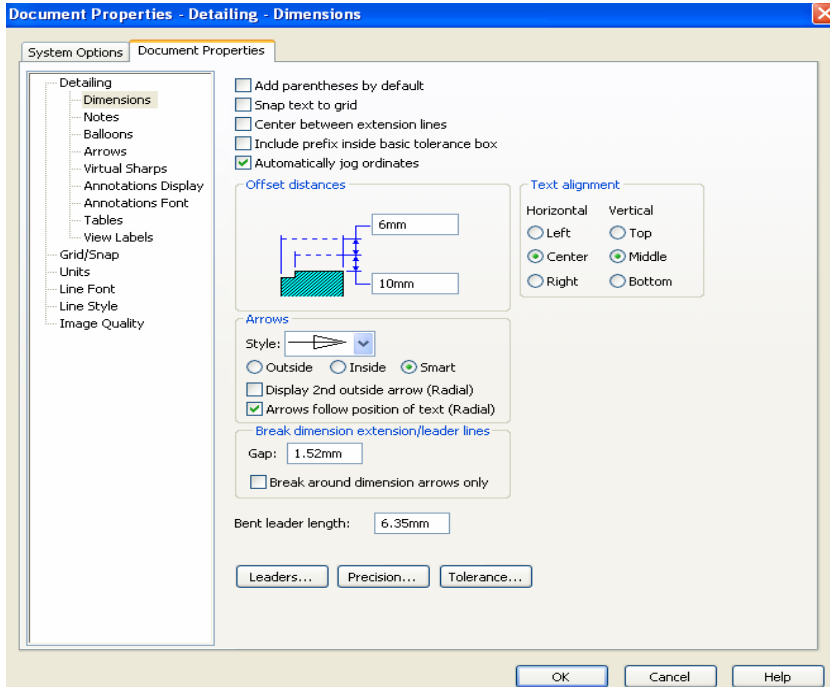 Document Properties - Detailing - Dimensions
System Options
Document Properties
Detailing
Dimensions
Notes
Balloons
Arrows
Virtual Sharps
Annotations Display
Annotations Font
Tables
View Labels
Grid/Snap
Units
Line Font
Line Style
Image Quality
Add parentheses by default
Snap text to grid
Center between extension lines
Include prefix inside basic tolerance box
Automatically jog ordinates
Offset distances
6mm
10mm
Text alignment
Horizontal Vertical
Left Top
Center Middle
Right Bottom
Arrows
Style:
Outside Inside Smart
Display 2nd outside arrow (Radial)
Arrows follow position of text (Radial)
Break dimension extension/leader lines
Gap: 1.52mm
Break around dimension arrows only
Bent leader length: 6.35mm
Leaders... Precision... Tolerance...
OK Cancel Help